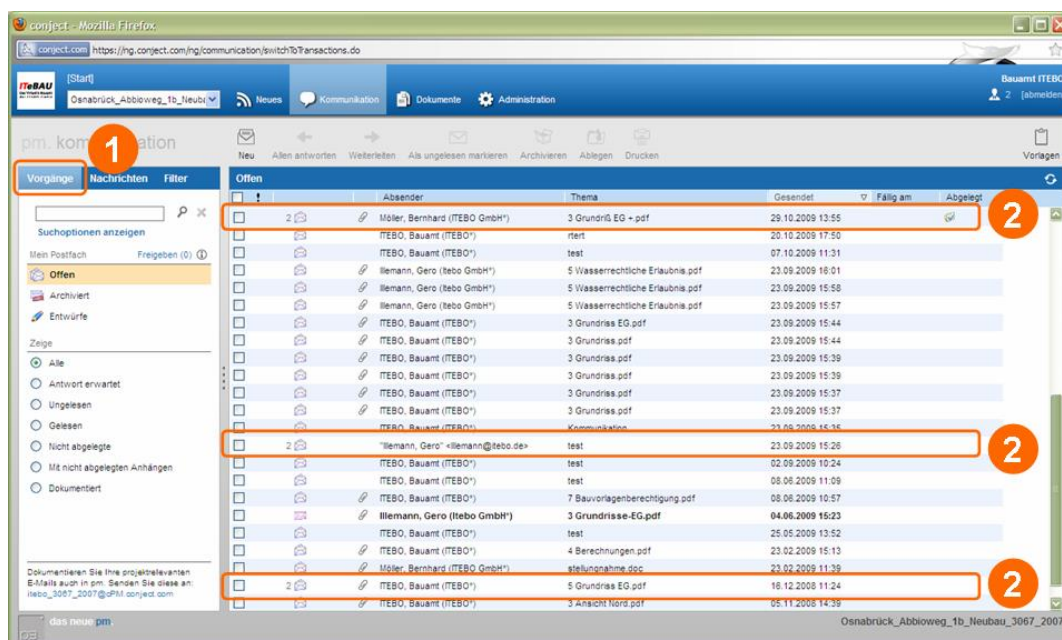 conject - Mozilla Firefox
conject.com https://ng.conject.com/ng/communication/switchToTransactions.do
ITeBAU
[Start]
Bauamt ITEBO
Osnabrück_Abbioweg_1b_Neub
Neues Kommunikation Dokumente Administration
2 [abmelden
pm. kom ation
1
Neu Allen antworten Weiterleiten Als ungelesen markieren Archivieren Ablegen Drucken Vorlagen
Vorgänge Nachrichten Filter
Offen
! Absender Thema Gesendet Fällig am Abgelegt
Suchoptionen anzeigen
Mein Postfach Freigeben (0)
Offen
Archiviert
Entwürfe
Zeige
Alle
Antwort erwartet
Ungelesen
Gelesen
Nicht abgelegte
Mit nicht abgelegten Anhängen
Dokumentiert
Dokumentieren Sie Ihre projektrelevanten
E-Mails auch in pm. Senden Sie diese an:
itebo_3067_2007@cPM.conject.com
2 Möller, Bernhard (ITEBO GmbH*) 3 Grundriß EG + pdf 29.10.2009 13:55
2
ITEBO, Bauamt (ITEBO*) rtert 20.10.2009 17:50
ITEBO, Bauamt (ITEBO*) test 07.10.2009 11:31
Illemann, Gero (Itebo GmbH*) 5 Wasserrechtliche Erlaubnis.pdf 23.09.2009 16:01
Illemann, Gero (Itebo GmbH*) 5 Wasserrechtliche Erlaubnis.pdf 23.09.2009 15:58
Illemann, Gero (Itebo GmbH*) 5 Wasserrechtliche Erlaubnis.pdf 23.09.2009 15:57
ITEBO, Bauamt (ITEBO*) 3 Grundriss EG.pdf 23.09.2009 15:44
ITEBO, Bauamt (ITEBO*) 3 Grundriss.pdf 23.09.2009 15:44
ITEBO, Bauamt (ITEBO*) 3 Grundriss.pdf 23.09.2009 15:39
ITEBO, Bauamt (ITEBO*) 3 Grundriss.pdf 23.09.2009 15:39
ITEBO, Bauamt (ITEBO*) 3 Grundriss.pdf 23.09.2009 15:37
ITEBO, Bauamt (ITEBO*) 3 Grundriss.pdf 23.09.2009 15:37
ITEBO, Bauamt (ITEBO*) Kommunikation 23.09.2009 15:35
2 "Illemann, Gero" <illemann@itebo.de> test 23.09.2009 15:26
2
ITEBO, Bauamt (ITEBO*) test 02.09.2009 10:24
ITEBO, Bauamt (ITEBO*) test 08.06.2009 11:09
ITEBO, Bauamt (ITEBO*) 7 Bauvorlagenberechtigung.pdf 08.06.2009 10:57
Illemann, Gero (Itebo GmbH*) 3 Grundrisse-EG.pdf 04.06.2009 15:23
ITEBO, Bauamt (ITEBO*) test 25.05.2009 13:52
ITEBO, Bauamt (ITEBO*) 4 Berechnungen.pdf 23.02.2009 15:13
Möller, Bernhard (ITEBO GmbH*) stellungnahme.doc 23.02.2009 11:39
2 ITEBO, Bauamt (ITEBO*) 5 Grundriss EG.pdf 16.12.2008 11:24
2
ITEBO, Bauamt (ITEBO*) 3 Ansicht Nord.pdf 05.11.2008 14:39
das neue pm.
Osnabrück_Abbioweg_1b_Neubau_3067_200